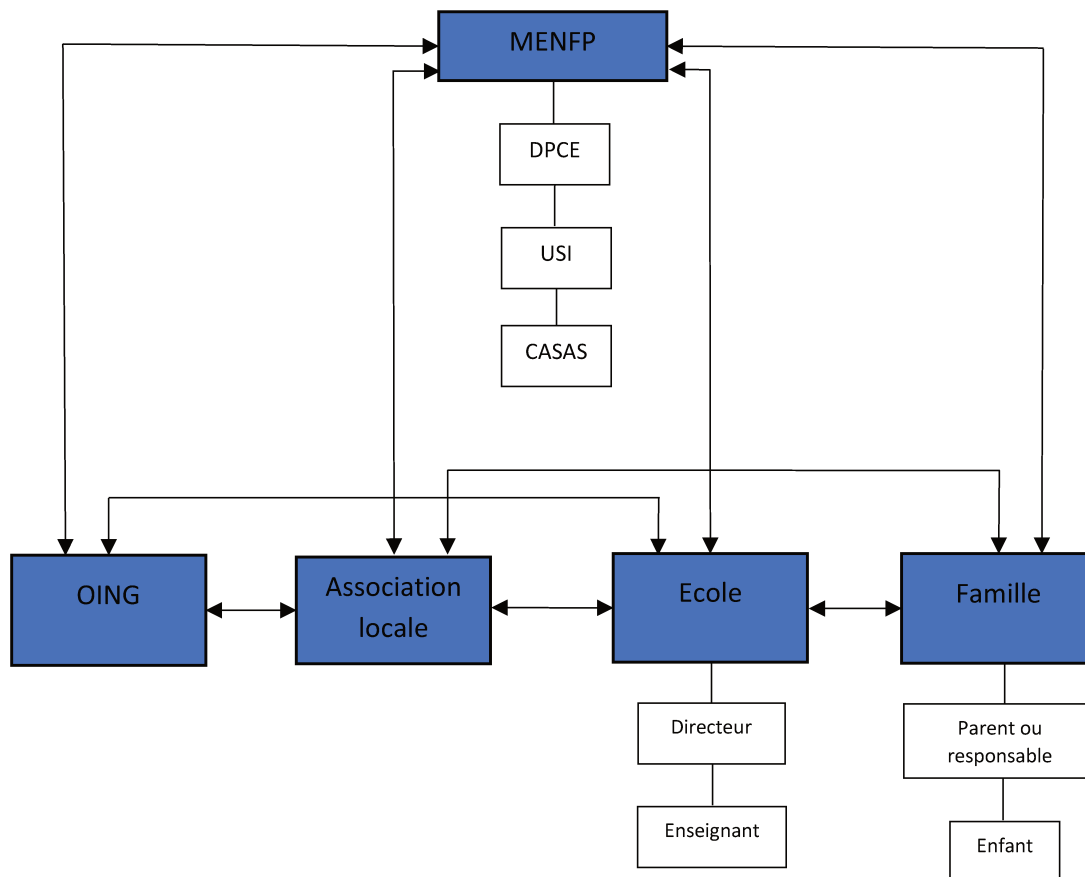 MENFP
DPCE
USI
CASAS
OING
Association
locale
Ecole
Famille
Directeur
Parent ou
responsable
Enseignant
Enfant